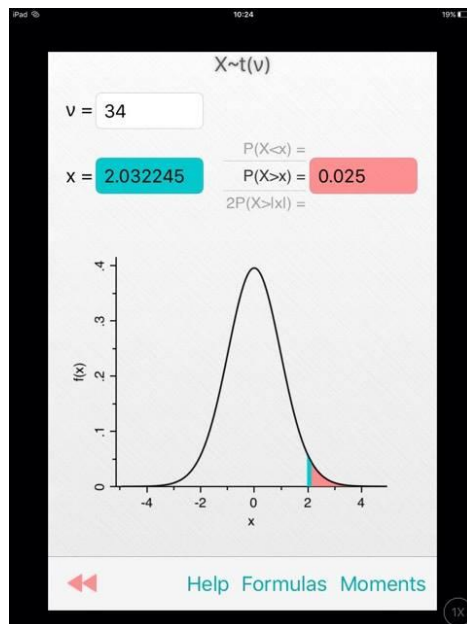 iPad 10:24 19%
X~t(ν)
ν = 34
P(X<x) =
x = 2.032245 P(X>x) = 0.025
2P(X>|x|) =
.4
.3
.2
.1
0
f(x)
-4 -2 0 2 4
x
Help Formulas Moments
1X